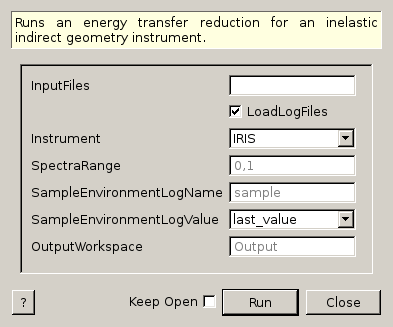 Runs an energy transfer reduction for an inelastic
indirect geometry instrument.
InputFiles
LoadLogFiles
Instrument IRIS
SpectraRange 0,1
SampleEnvironmentLogName sample
SampleEnvironmentLogValue last_value
OutputWorkspace Output
? Keep Open Run Close